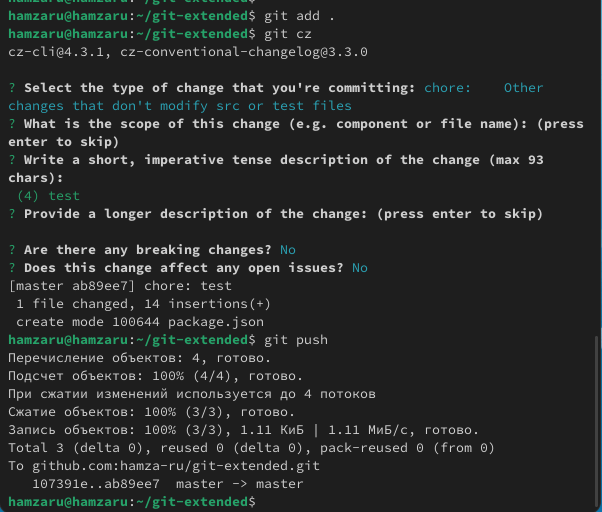 hamzaru@hamzaru:~/git-extended$ git add .
hamzaru@hamzaru:~/git-extended$ git cz
cz-cli@4.3.1, cz-conventional-changelog@3.3.0
? Select the type of change that you're committing: chore:    Other
changes that don't modify src or test files
? What is the scope of this change (e.g. component or file name): (press
enter to skip)
? Write a short, imperative tense description of the change (max 93
chars):
(4) test
? Provide a longer description of the change: (press enter to skip)
? Are there any breaking changes? No
? Does this change affect any open issues? No
[master ab89ee7] chore: test
1 file changed, 14 insertions(+)
create mode 100644 package.json
hamzaru@hamzaru:~/git-extended$ git push
Перечисление объектов: 4, готово.
Подсчет объектов: 100% (4/4), готово.
При сжатии изменений используется до 4 потоков
Сжатие объектов: 100% (3/3), готово.
Запись объектов: 100% (3/3), 1.11 КиБ | 1.11 МиБ/с, готово.
Total 3 (delta 0), reused 0 (delta 0), pack-reused 0 (from 0)
To github.com:hamza-ru/git-extended.git
107391e..ab89ee7  master -> master
hamzaru@hamzaru:~/git-extended$